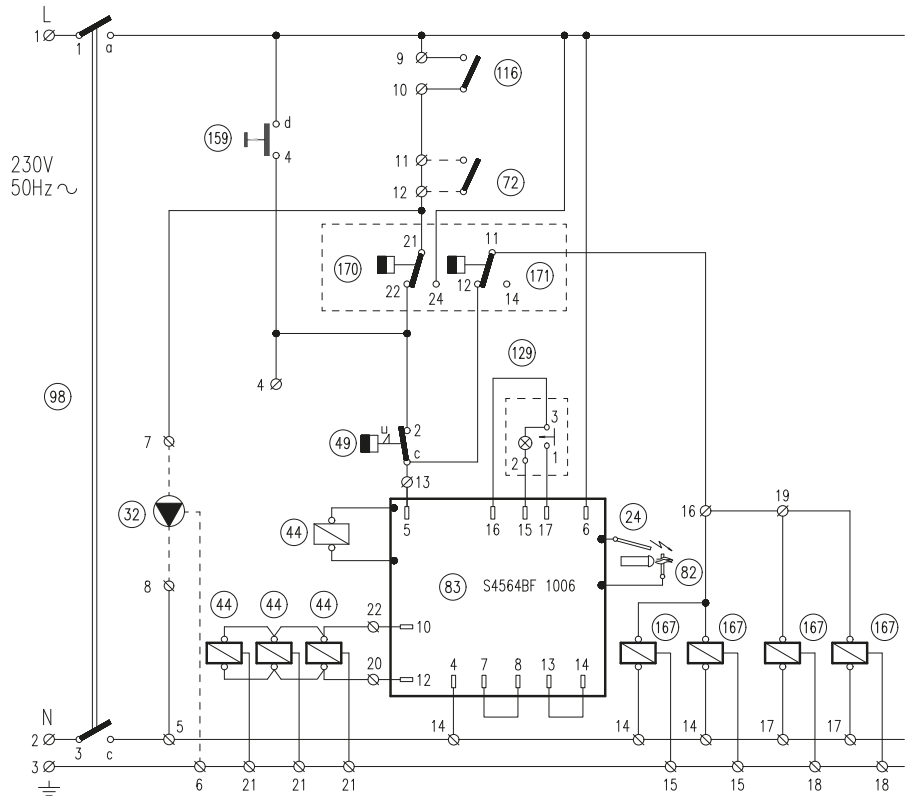 L
1 1 a
9
116
10
d
159
4
230V
50Hz ~
11
72
12
21 11
170 171
22 24 12 14
129
4
98
3
49 u 2
c 2 1
7
13
32
44
5 16 15 17 6
24
16 19
8
83 S4564BF 1006
82
44 44 44 22 10
167 167 167 167
20 12
4 7 8 13 14
N
2 3 c 5 14 14 14 17 17
3
6 21 21 21 15 15 18 18